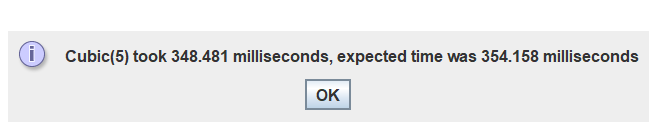 Cubic(5) took 348.481 milliseconds, expected time was 354.158 milliseconds
OK